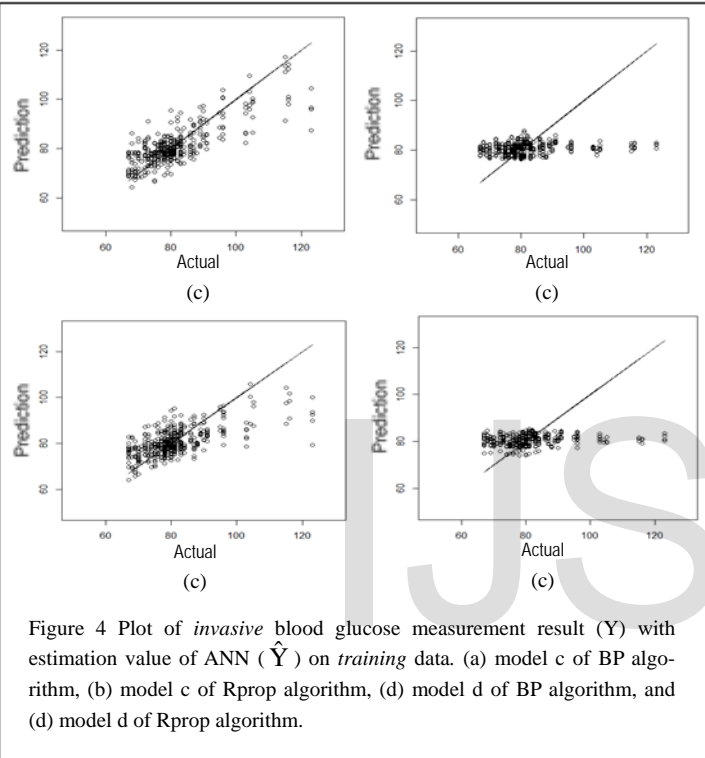 120
100
80
60
Prediction
60 80 100 120
Actual
(c)
120
100
80
60
Prediction
60 80 100 120
Actual
(c)
120
100
80
60
Prediction
60 80 100 120
Actual
(c)
120
100
80
60
Prediction
60 80 100 120
Actual
(c)
IJS
Figure 4 Plot of invasive blood glucose measurement result (Y) with
estimation value of ANN ( Ŷ ) on training data. (a) model c of BP algo-
rithm, (b) model c of Rprop algorithm, (d) model d of BP algorithm, and
(d) model d of Rprop algorithm.